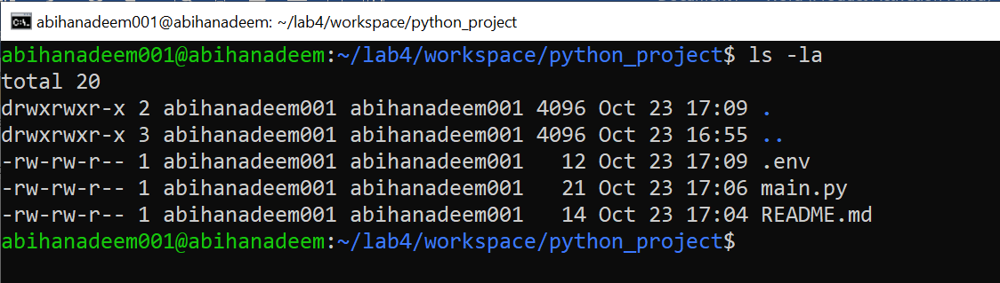 abihanadeem001@abihanadeem: ~/lab4/workspace/python_project
abihanadeem001@abihanadeem:~/lab4/workspace/python_project$ ls -la
total 20
drwxrwxr-x 2 abihanadeem001 abihanadeem001 4096 Oct 23 17:09 .
drwxrwxr-x 3 abihanadeem001 abihanadeem001 4096 Oct 23 16:55 ..
-rw-rw-r-- 1 abihanadeem001 abihanadeem001   12 Oct 23 17:09 .env
-rw-rw-r-- 1 abihanadeem001 abihanadeem001   21 Oct 23 17:06 main.py
-rw-rw-r-- 1 abihanadeem001 abihanadeem001   14 Oct 23 17:04 README.md
abihanadeem001@abihanadeem:~/lab4/workspace/python_project$